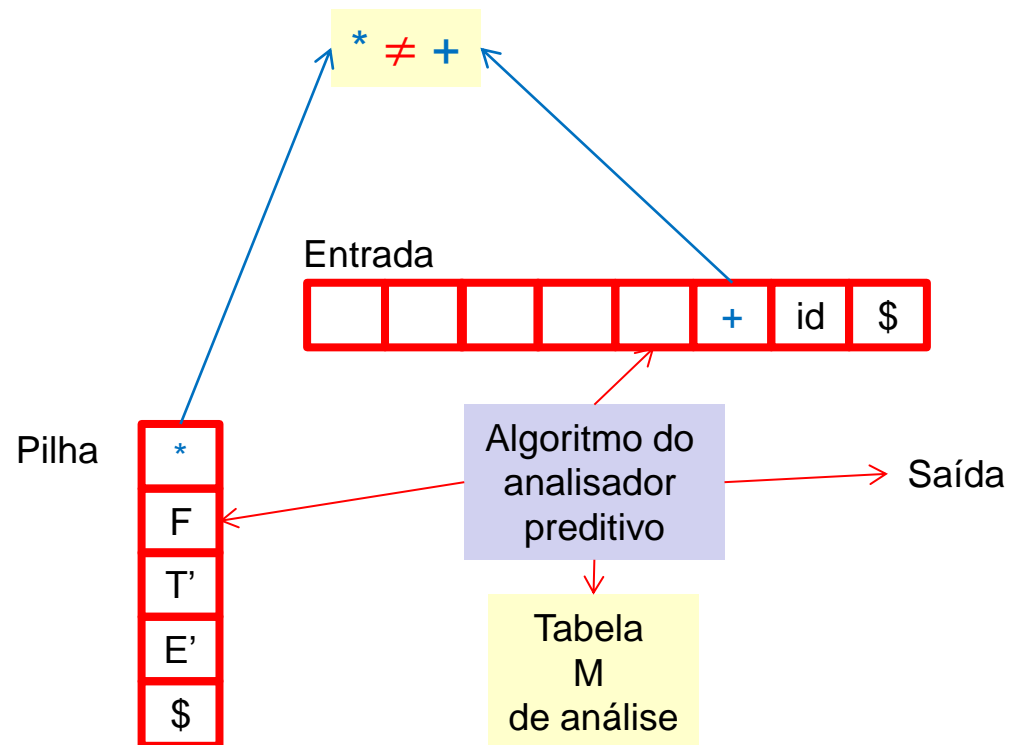 * ≠ +
Entrada
+ id $
Pilha
*
F
T’
E’
$
Algoritmo do
analisador
preditivo
Saída
Tabela
M
de análise